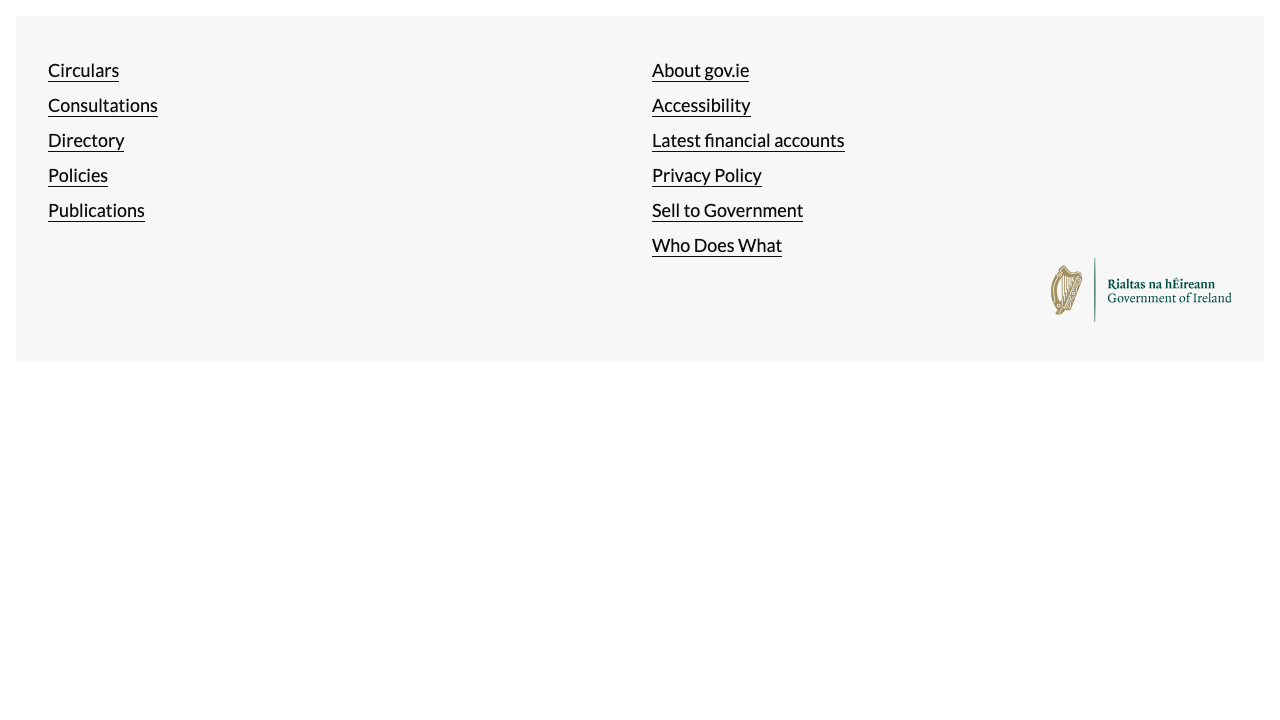 Circulars
Consultations
Directory
Policies
Publications
About gov.ie
Accessibility
Latest financial accounts
Privacy Policy
Sell to Government
Who Does What
Rialtas na hÉireann
Government of Ireland